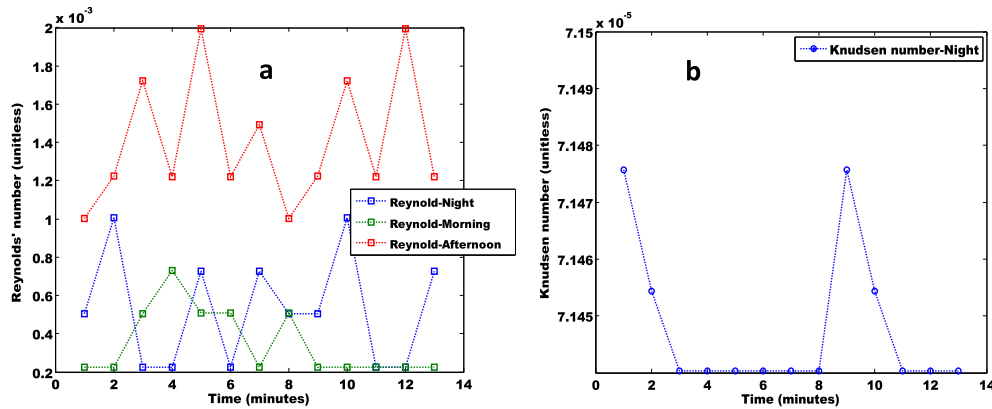 x 10⁻³
2
1.8
1.6
1.4
1.2
1
0.8
0.6
0.4
0.2
0 2 4 6 8 10 12 14
Time (minutes)
Reynolds' number (unitless)
a
Reynold-Night
Reynold-Morning
Reynold-Afternoon
x 10⁻⁵
7.15
7.149
7.148
7.147
7.146
7.145
0 2 4 6 8 10 12 14
Time (minutes)
Knudsen number (unitless)
b
Knudsen number-Night